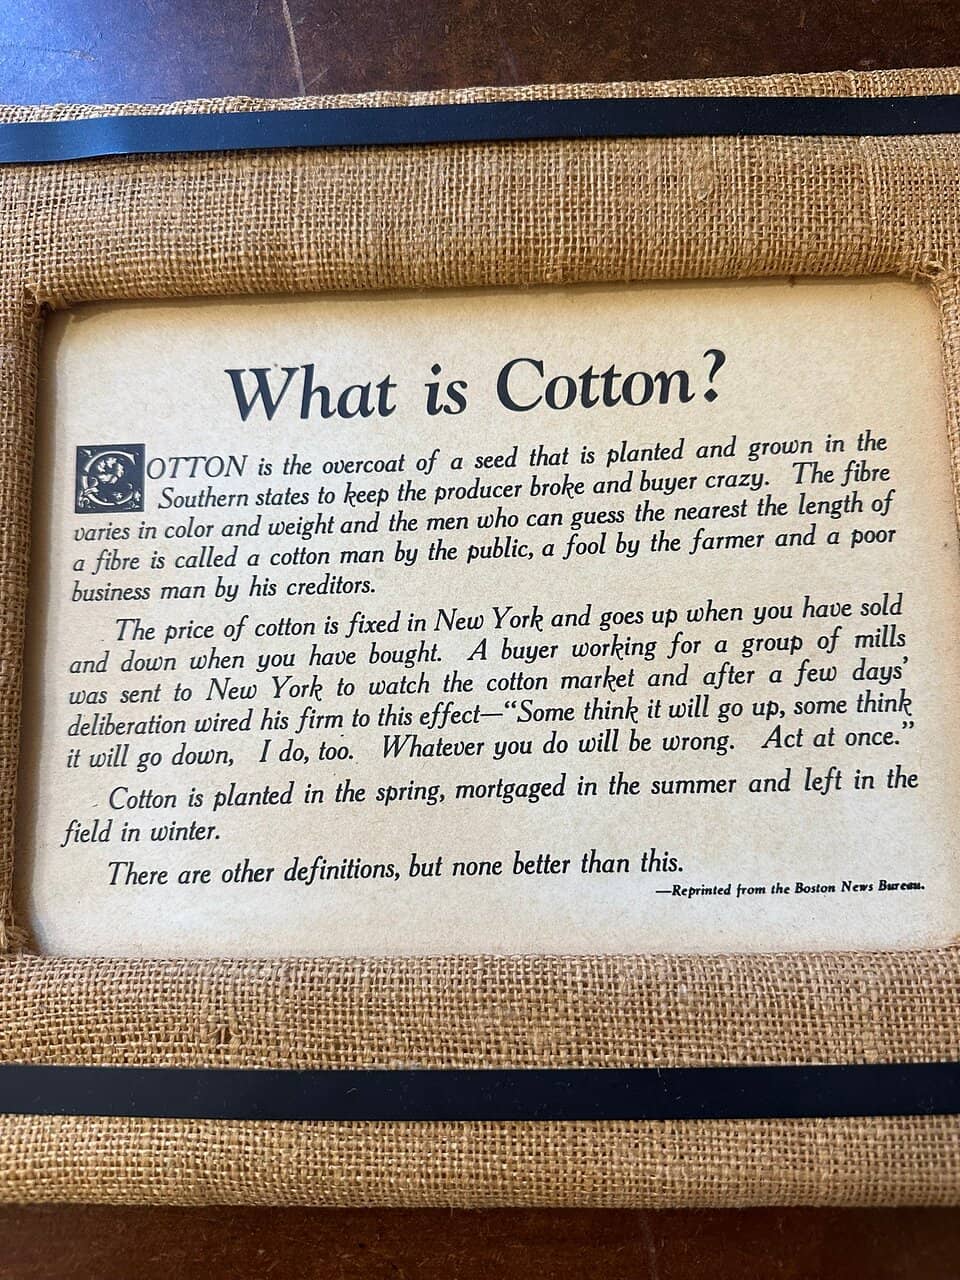 What is Cotton?
COTTON is the overcoat of a seed that is planted and grown in the
Southern states to keep the producer broke and buyer crazy. The fibre
varies in color and weight and the men who can guess the nearest the length of
a fibre is called a cotton man by the public, a fool by the farmer and a poor
business man by his creditors.
The price of cotton is fixed in New York and goes up when you have sold
and down when you have bought. A buyer working for a group of mills
was sent to New York to watch the cotton market and after a few days'
deliberation wired his firm to this effect—"Some think it will go up, some think
it will go down, I do, too. Whatever you do will be wrong. Act at once."
Cotton is planted in the spring, mortgaged in the summer and left in the
field in winter.
There are other definitions, but none better than this.
—Reprinted from the Boston News Bureau.